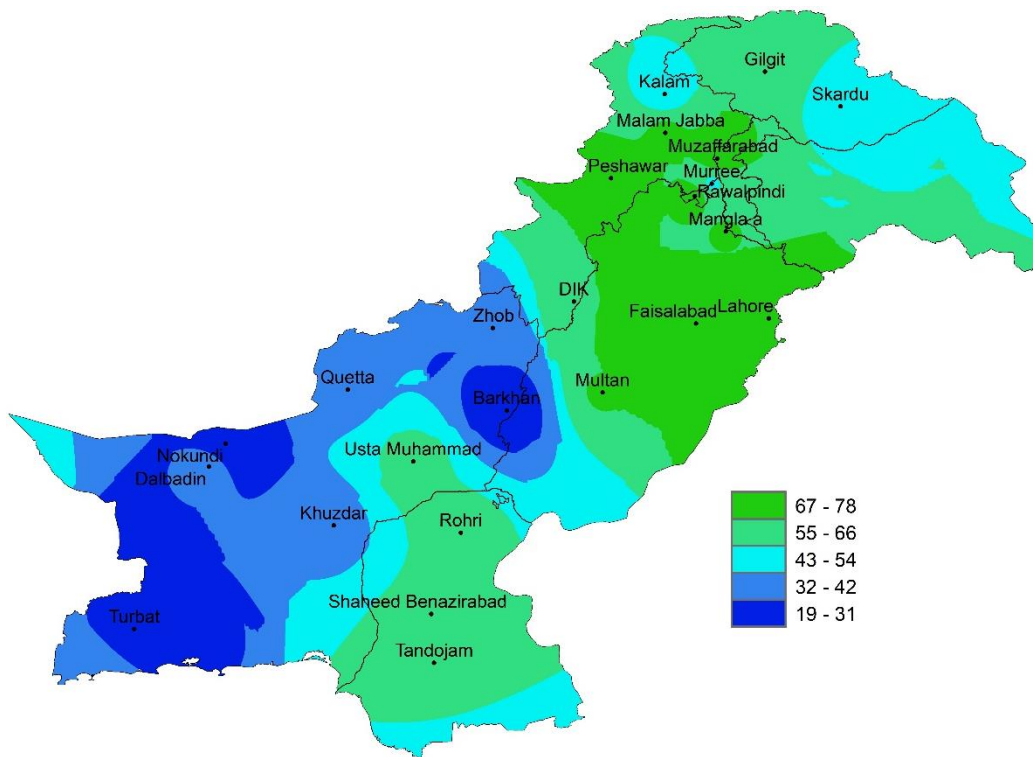 Gilgit
Kalam
Skardu
Malam Jabba
Muzaffarabad
Peshawar
Murree
Rawalpindi
Mangla-a
DIK
Zhob
Faisalabad
Lahore
Quetta
Multan
Barkhan
Usta Muhammad
Nokundi
Dalbadin
Khuzdar
Rohri
Shaheed Benazirabad
Turbat
Tandojam
67 - 78
55 - 66
43 - 54
32 - 42
19 - 31